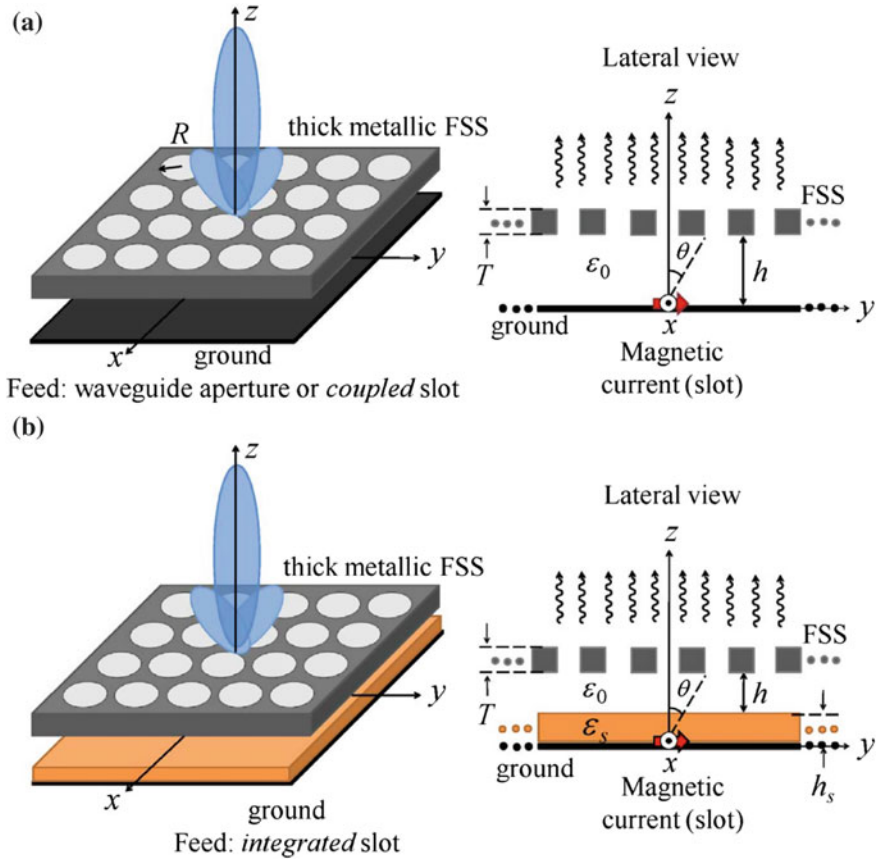 (a)
z
R
thick metallic FSS
y
x
ground
Feed: waveguide aperture or coupled slot
Lateral view
z
FSS
T
ε0
θ
h
ground
x
y
Magnetic
current (slot)
(b)
z
thick metallic FSS
y
x
ground
Feed: integrated slot
Lateral view
z
FSS
T
ε0
θ
h
εs
ground
x
y
hs
Magnetic
current (slot)